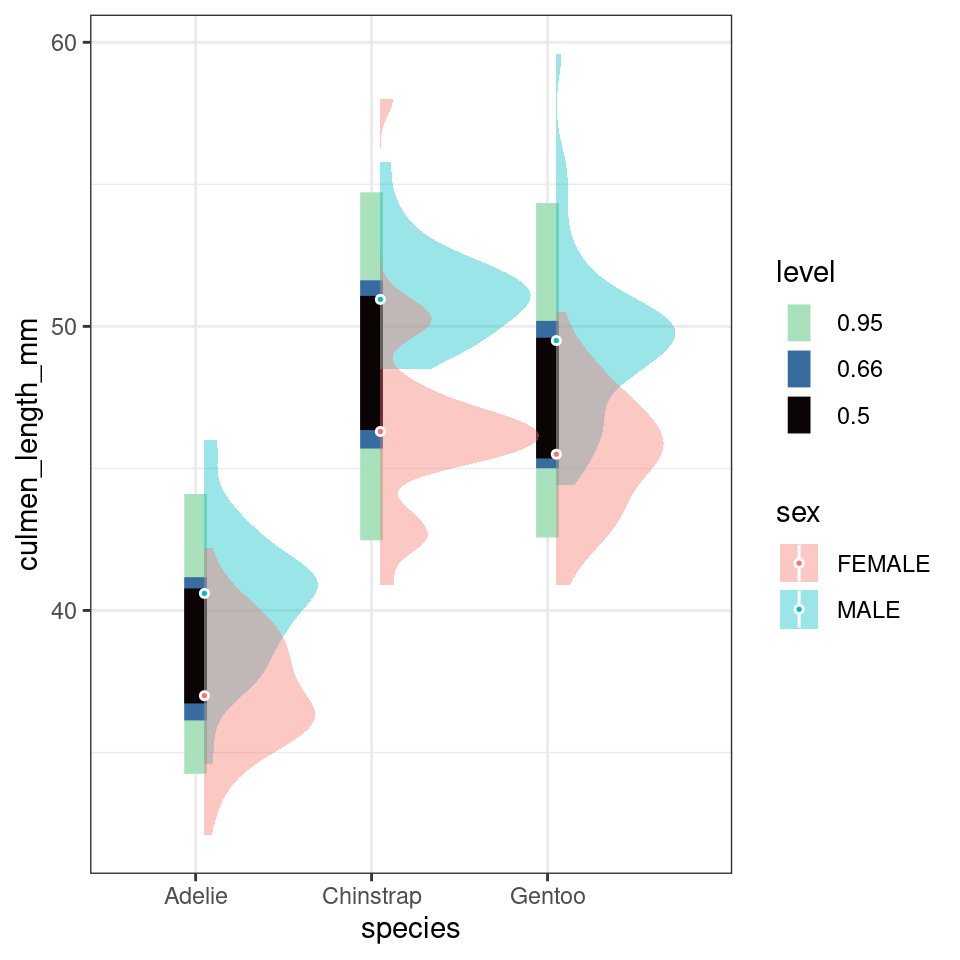 60
50
40
culmen_length_mm
Adelie
Chinstrap
Gentoo
species
level
0.95
0.66
0.5
sex
FEMALE
MALE